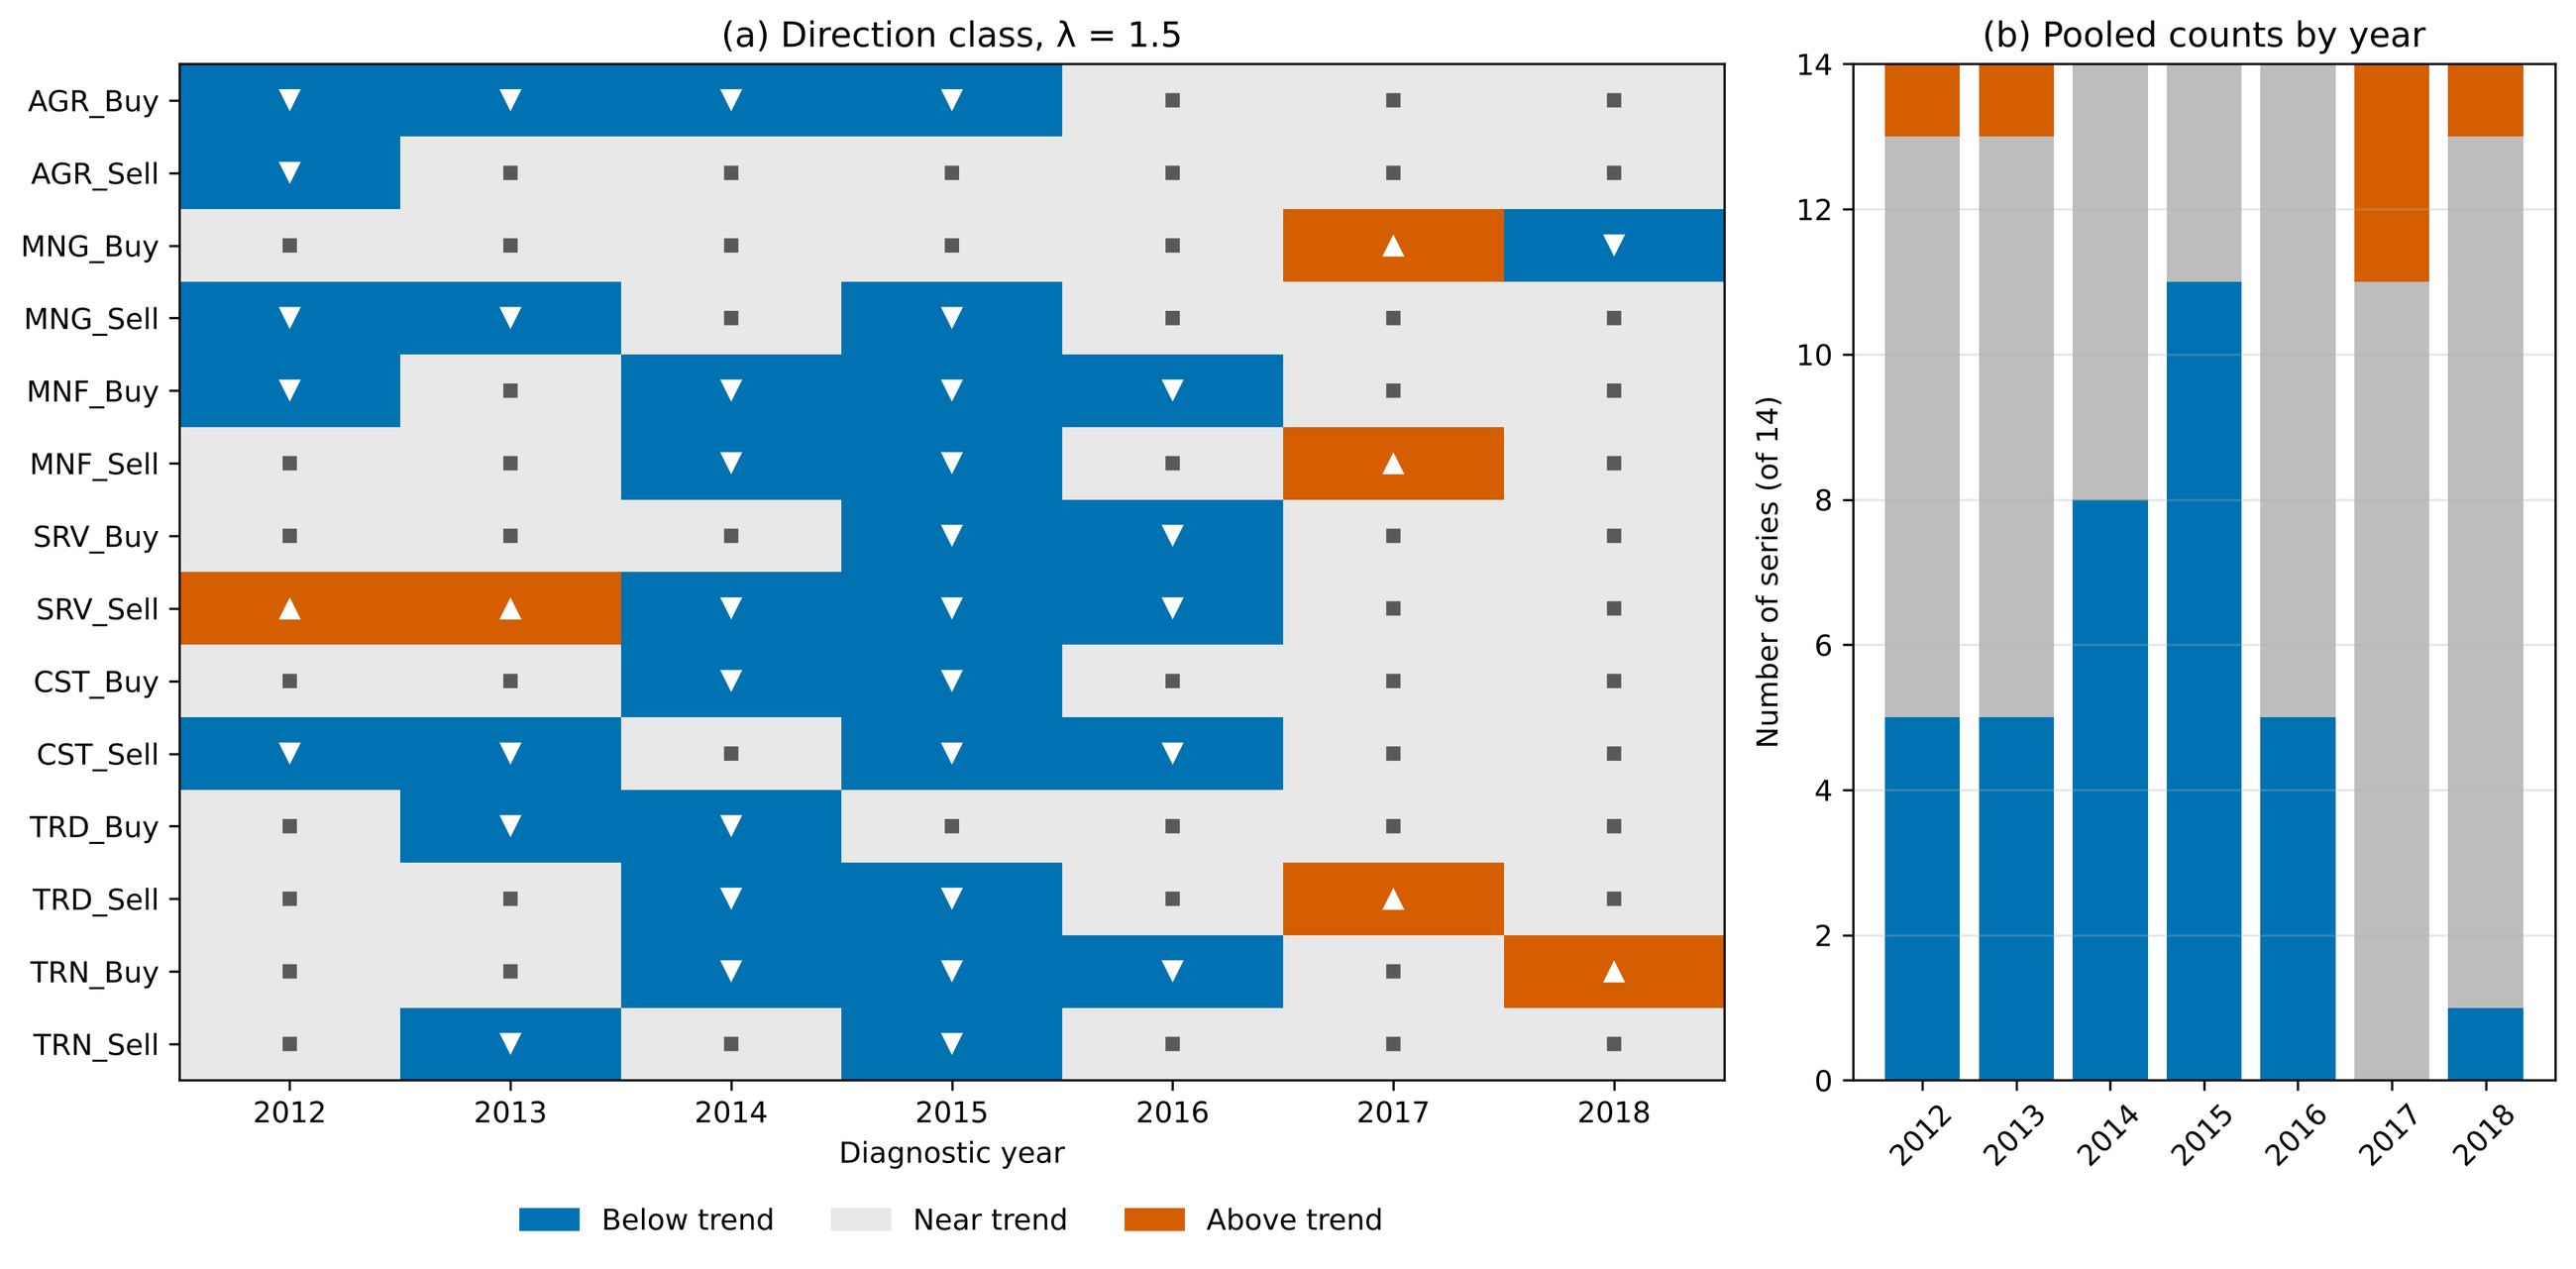 (a) Direction class, λ = 1.5
AGR_Buy
AGR_Sell
MNG_Buy
MNG_Sell
MNF_Buy
MNF_Sell
SRV_Buy
SRV_Sell
CST_Buy
CST_Sell
TRD_Buy
TRD_Sell
TRN_Buy
TRN_Sell
2012 2013 2014 2015 2016 2017 2018
Diagnostic year
Below trend Near trend Above trend
(b) Pooled counts by year
Number of series (of 14)
14
12
10
8
6
4
2
0
2012 2013 2014 2015 2016 2017 2018